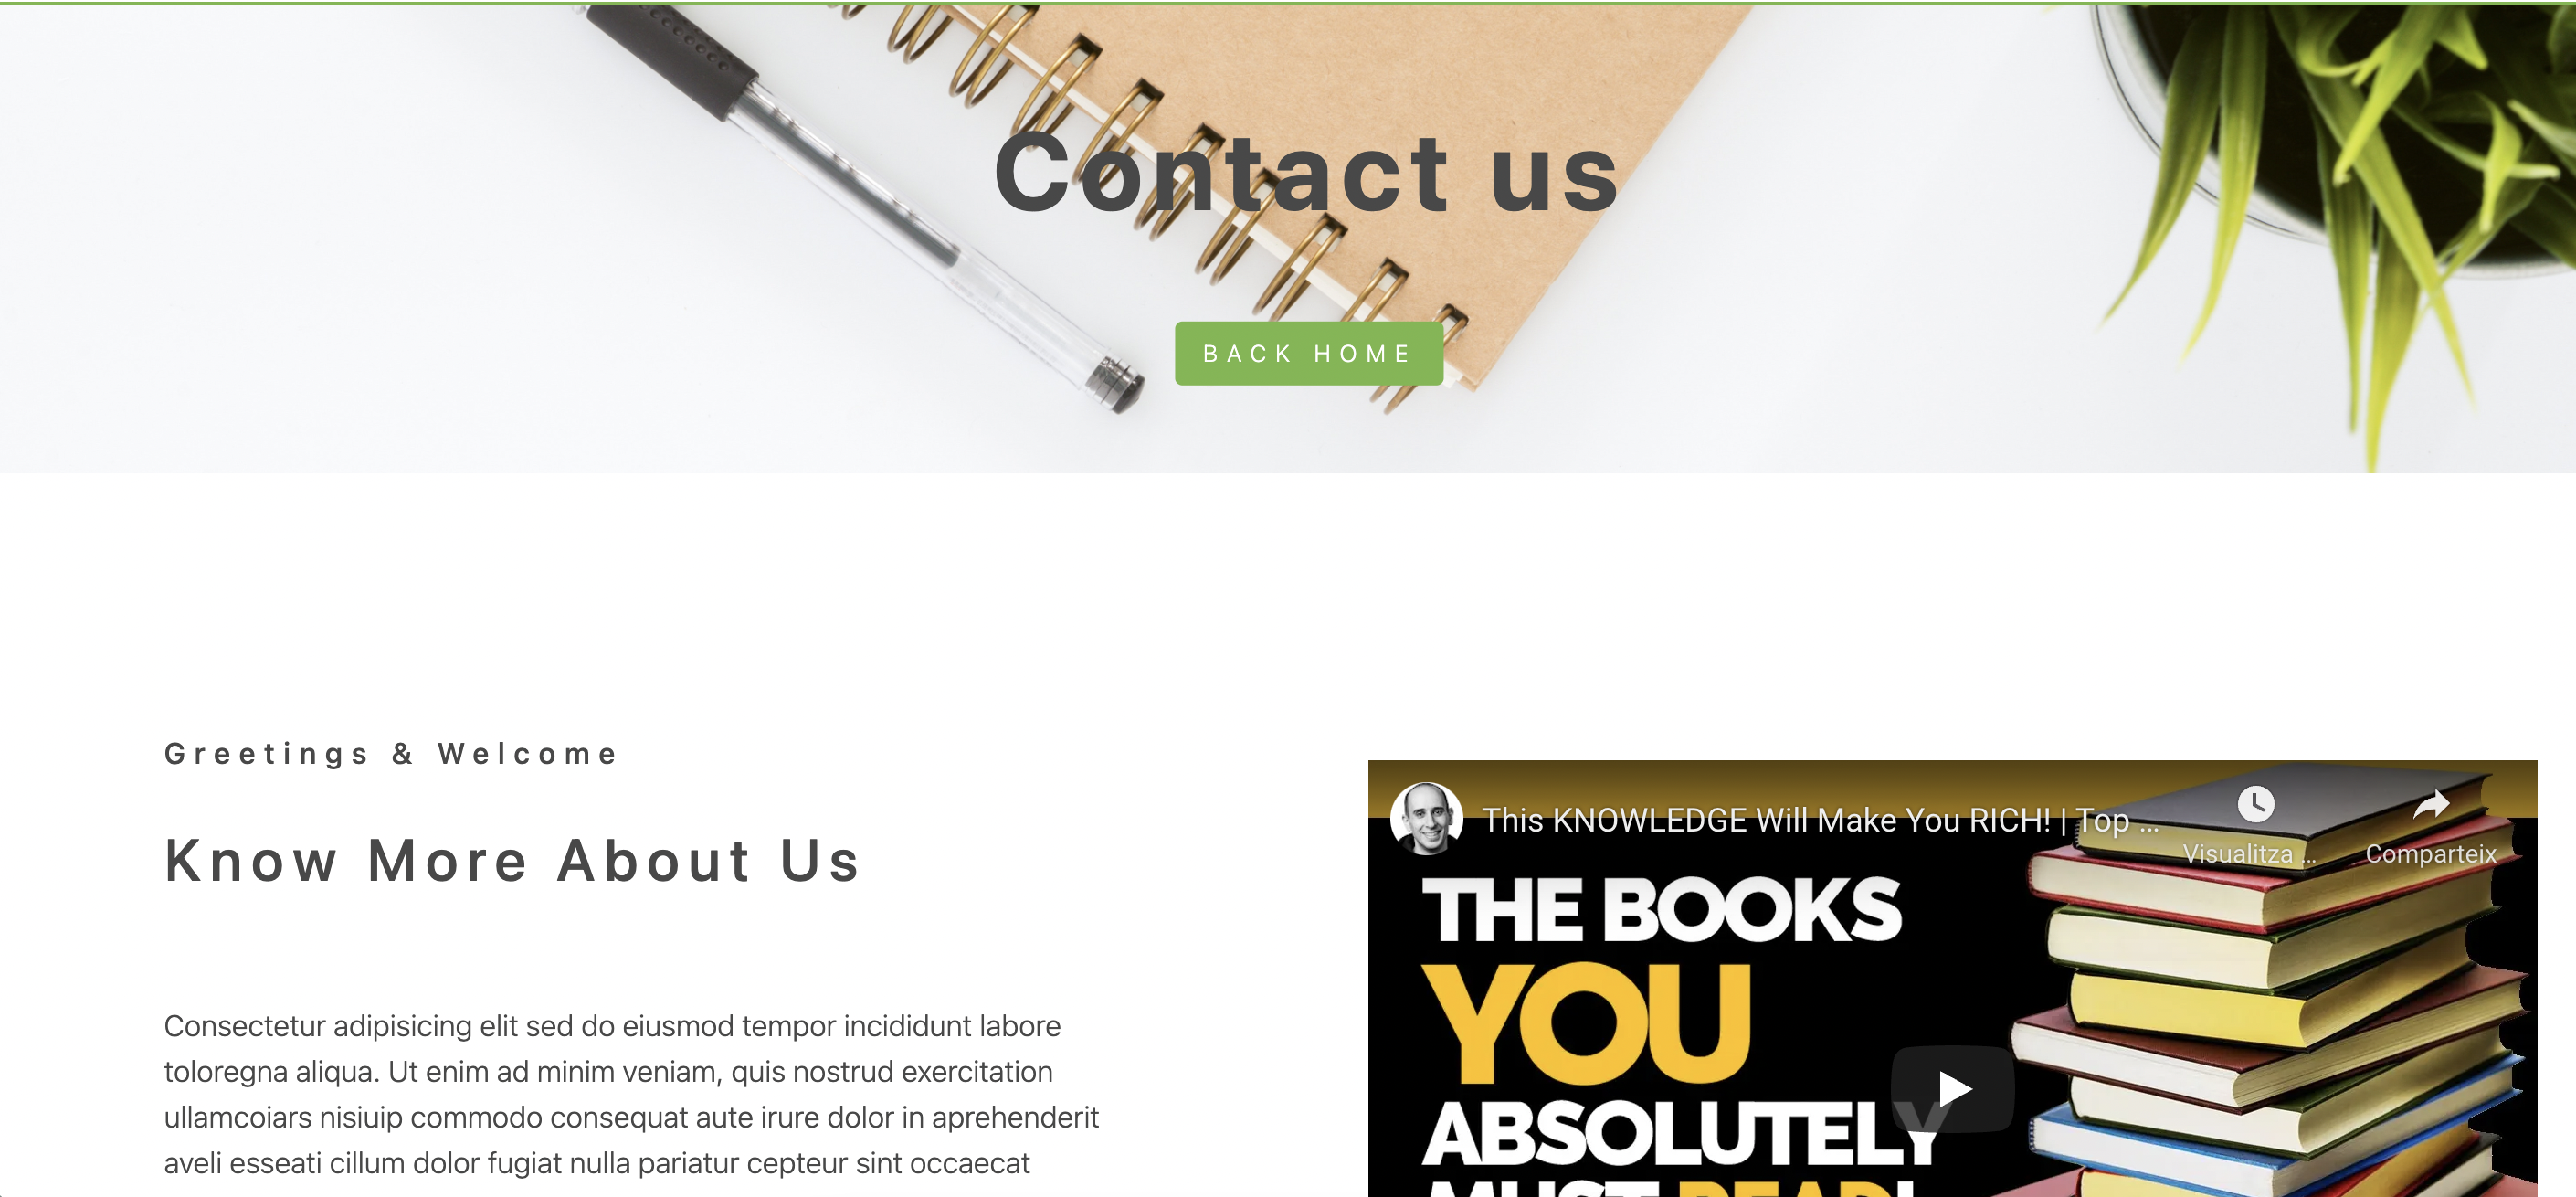 Contact us
BACK HOME
Greetings & Welcome
Know More About Us
Consectetur adipisicing elit sed do eiusmod tempor incididunt labore
toloregna aliqua. Ut enim ad minim veniam, quis nostrud exercitation
ullamcoiars nisiuip commodo consequat aute irure dolor in aprehenderit
aveli esseati cillum dolor fugiat nulla pariatur cepteur sint occaecat
This KNOWLEDGE Will Make You RICH! | Top ...
Visualitza ...
Comparteix
THE BOOKS
YOU
ABSOLUTELY
MUST READ!